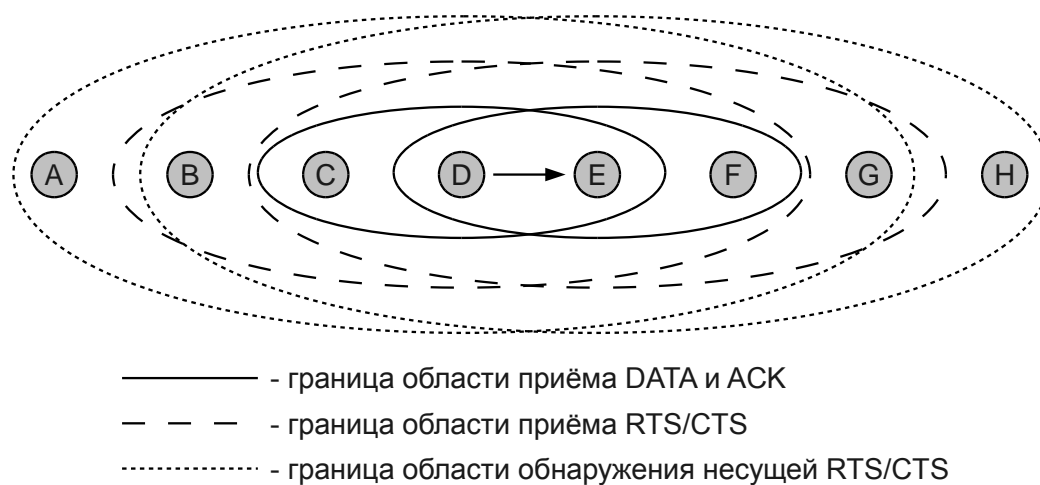 A B C D E F G H
- граница области приёма DATA и ACK
- граница области приёма RTS/CTS
- граница области обнаружения несущей RTS/CTS